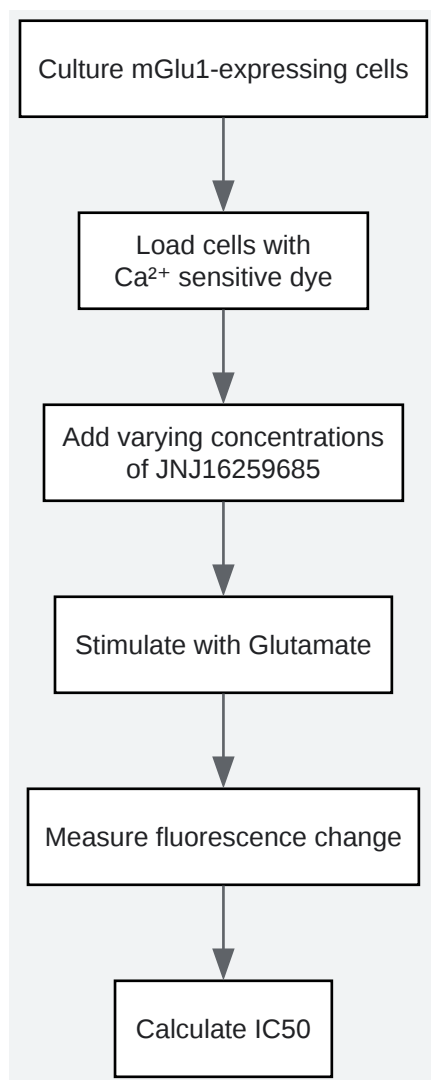 Culture mGlu1-expressing cells
Load cells with
Ca²⁺ sensitive dye
Add varying concentrations
of JNJ16259685
Stimulate with Glutamate
Measure fluorescence change
Calculate IC50